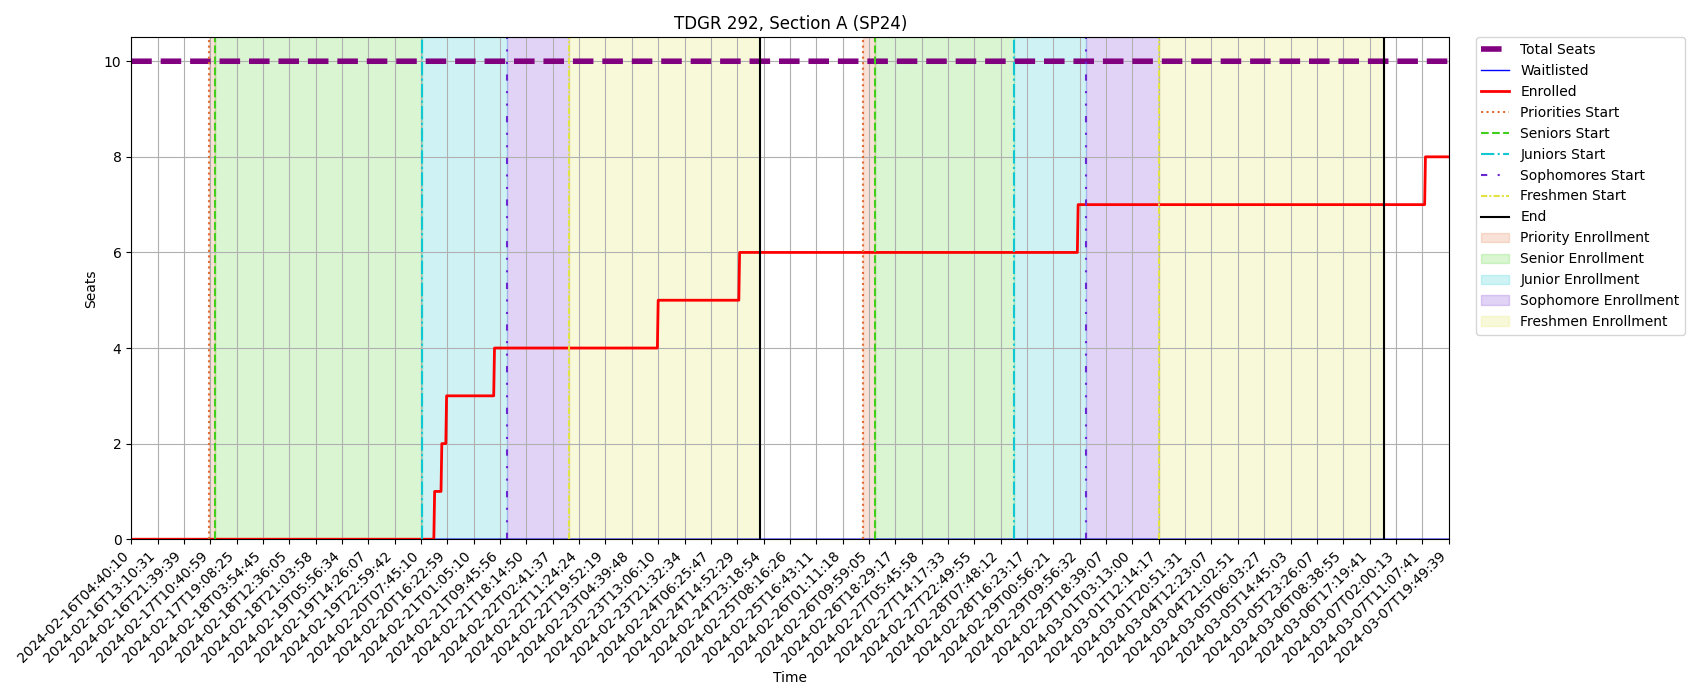 TDGR 292, Section A (SP24)
Seats
10
8
6
4
2
0
2024-02-16T04:40:10
2024-02-16T13:10:31
2024-02-16T21:39:39
2024-02-17T10:40:59
2024-02-17T19:08:25
2024-02-18T03:54:45
2024-02-18T12:36:05
2024-02-18T21:03:58
2024-02-19T05:56:34
2024-02-19T14:26:07
2024-02-19T22:59:42
2024-02-20T07:45:10
2024-02-20T16:22:59
2024-02-21T01:05:10
2024-02-21T09:45:56
2024-02-21T18:14:50
2024-02-22T02:41:37
2024-02-22T11:24:24
2024-02-22T19:52:19
2024-02-23T04:39:48
2024-02-23T13:06:10
2024-02-23T21:32:34
2024-02-24T06:25:47
2024-02-24T14:52:29
2024-02-24T23:18:54
2024-02-25T08:16:26
2024-02-25T16:43:11
2024-02-26T01:11:18
2024-02-26T09:59:05
2024-02-26T18:29:17
2024-02-27T05:45:58
2024-02-27T14:17:33
2024-02-27T22:49:55
2024-02-28T07:48:12
2024-02-28T16:23:17
2024-02-29T00:56:21
2024-02-29T09:56:32
2024-02-29T18:39:07
2024-03-01T03:13:00
2024-03-01T12:14:17
2024-03-01T20:51:31
2024-03-04T12:23:07
2024-03-04T21:02:51
2024-03-05T06:03:27
2024-03-05T14:45:03
2024-03-05T23:26:07
2024-03-06T08:38:55
2024-03-06T17:19:41
2024-03-07T02:00:13
2024-03-07T11:07:41
2024-03-07T19:49:39
Time
Total Seats
Waitlisted
Enrolled
Priorities Start
Seniors Start
Juniors Start
Sophomores Start
Freshmen Start
End
Priority Enrollment
Senior Enrollment
Junior Enrollment
Sophomore Enrollment
Freshmen Enrollment